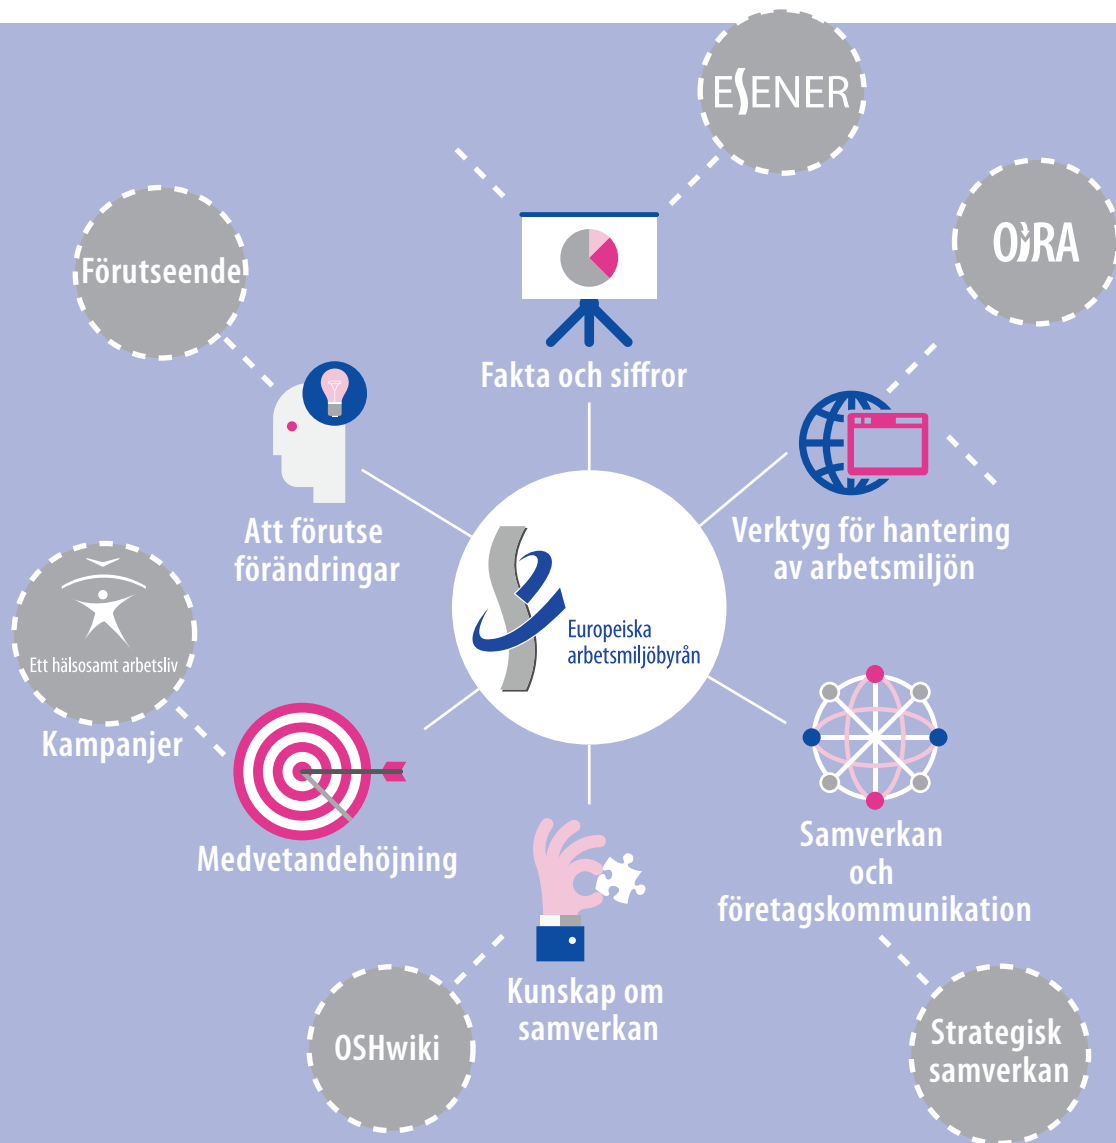 ESENER
OiRA
Förutseende
Fakta och siffror
Att förutse
förändringar
Verktyg för hantering
av arbetsmiljön
Europeiska
arbetsmiljöbyrån
Ett hälsosamt arbetsliv
Kampanjer
Medvetandehöjning
Samverkan
och
företagskommunikation
Kunskap om
samverkan
OSHwiki
Strategisk
samverkan